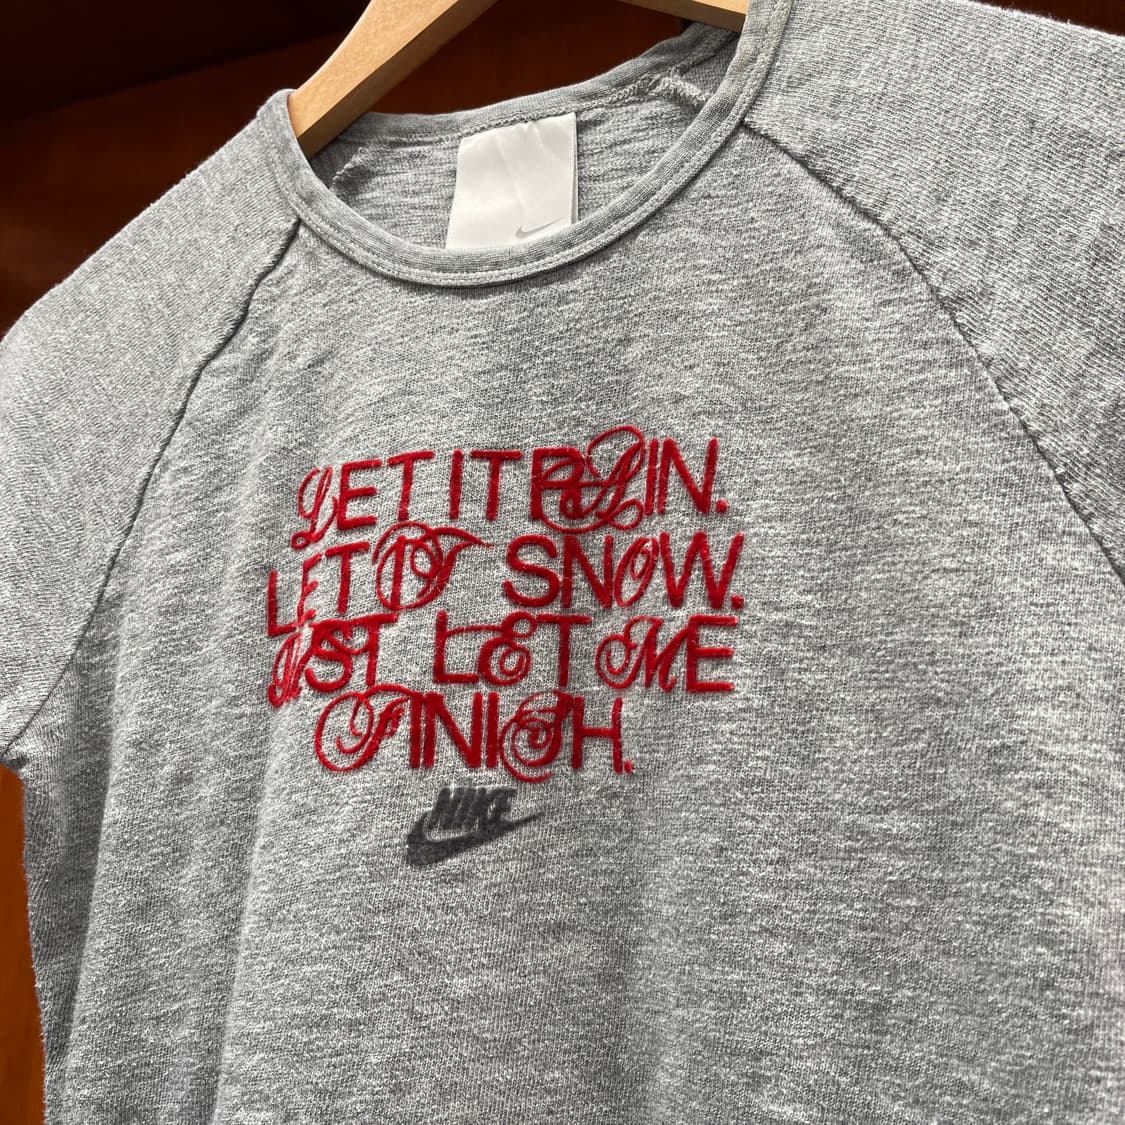 LET IT RAIN.
LET IT SNOW.
JUST LET ME
FINISH.
NIKE